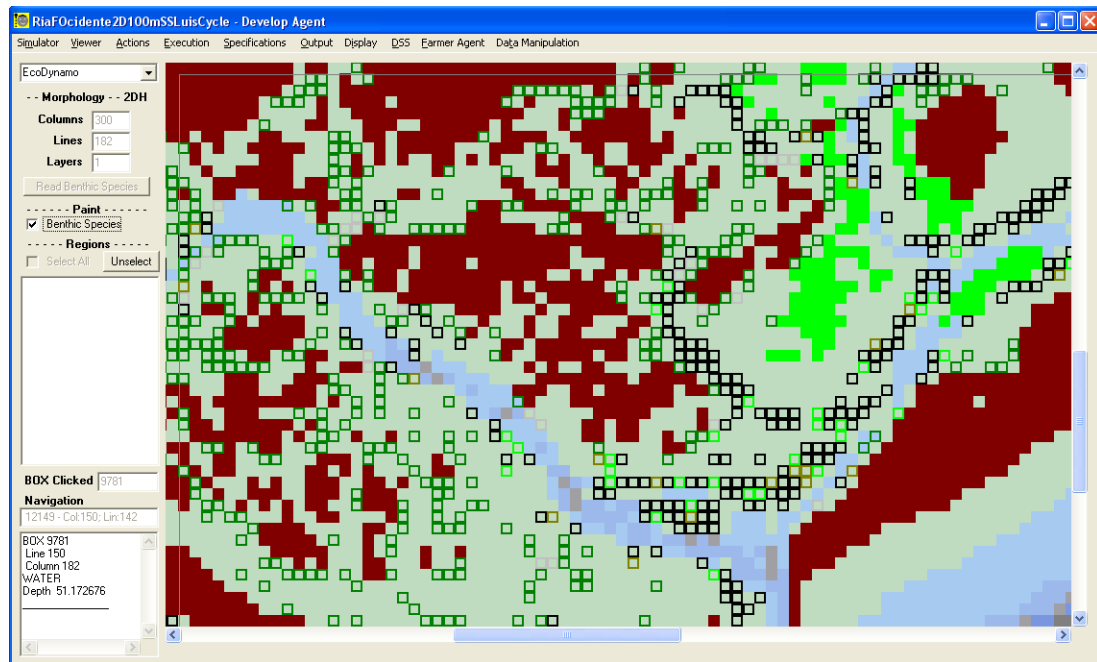 RiaFOcidente2D100mSSLuisCycle - Develop Agent
Simulator Viewer Actions Execution Specifications Output Display DSS Farmer Agent Data Manipulation
EcoDynamo
- - Morphology - - 2DH
Columns 300
Lines 182
Layers 1
Read Benthic Species
- - - - - - Paint - - - - - -
Benthic Species
- - - - - Regions - - - - -
Select All Unselect
BOX Clicked 9781
Navigation
12149 - Col:150; Lin:142
BOX 9781
Line 150
Column 182
WATER
Depth 51.172676